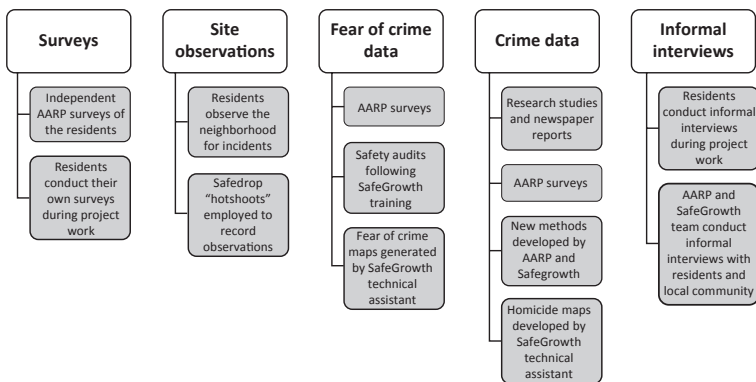 Surveys
Independent
AARP surveys of
the residents
Residents
conduct their
own surveys
during project
work
Site
observations
Residents
observe the
neighborhood
for incidents
Safedrop
“hotshoots”
employed to
record
observations
Fear of crime
data
AARP surveys
Safety audits
following
SafeGrowth
training
Fear of crime
maps generated
by SafeGrowth
technical
assistant
Crime data
Research studies
and newspaper
reports
AARP surveys
New methods
developed by
AARP and
Safegrowth
Homicide maps
developed by
SafeGrowth
technical
assistant
Informal
interviews
Residents
conduct informal
interviews
during project
work
AARP and
SafeGrowth
team conduct
informal
interviews with
residents and
local community